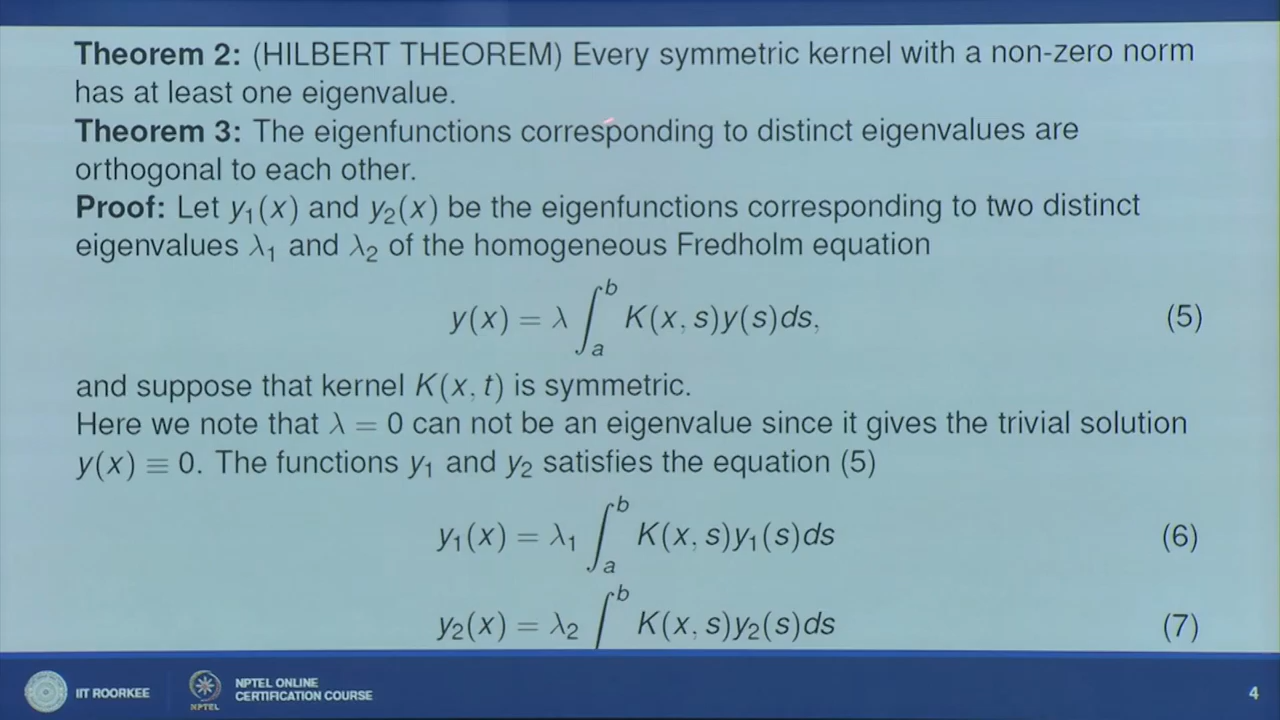 Theorem 2: (HILBERT THEOREM) Every symmetric kernel with a non-zero norm
has at least one eigenvalue.
Theorem 3: The eigenfunctions corresponding to distinct eigenvalues are
orthogonal to each other.
Proof: Let y₁(x) and y₂(x) be the eigenfunctions corresponding to two distinct
eigenvalues λ₁ and λ₂ of the homogeneous Fredholm equation
y(x) = λ ∫ₐᵇ K(x, s)y(s)ds, (5)
and suppose that kernel K(x, t) is symmetric.
Here we note that λ = 0 can not be an eigenvalue since it gives the trivial solution
y(x) ≡ 0. The functions y₁ and y₂ satisfies the equation (5)
y₁(x) = λ₁ ∫ₐᵇ K(x, s)y₁(s)ds (6)
y₂(x) = λ₂ ∫ᵇ K(x, s)y₂(s)ds (7)
IIT ROORKEE
NPTEL
NPTEL ONLINE
CERTIFICATION COURSE
4